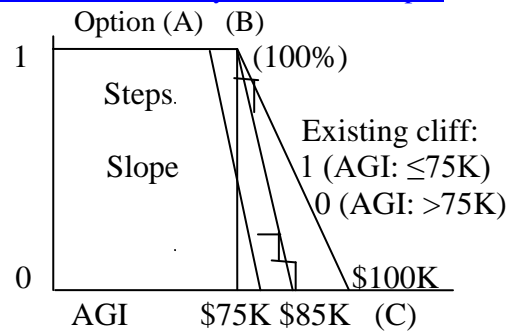 Option (A) (B)
1
(100%)
Steps
Existing cliff:
Slope
1 (AGI: ≤75K)
0 (AGI: >75K)
0
$100K
AGI
$75K $85K (C)